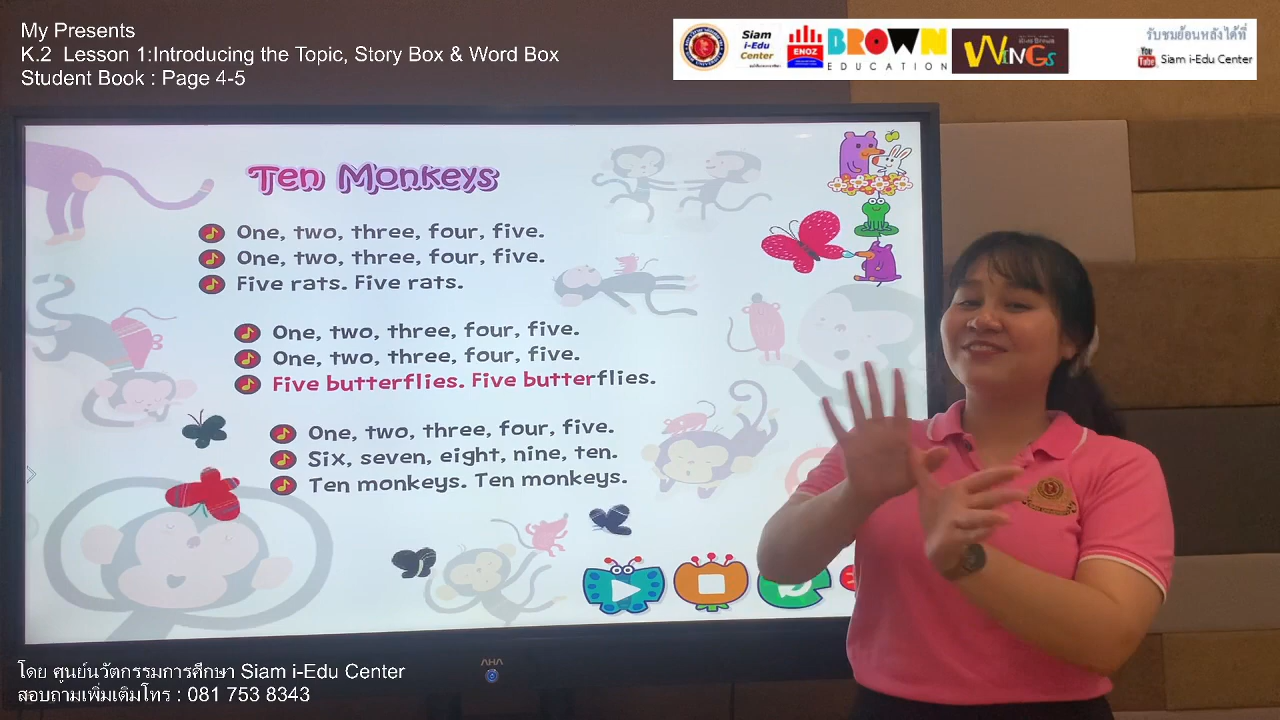 My Presents
K.2 Lesson 1:Introducing the Topic, Story Box & Word Box
Student Book : Page 4-5
Siam
i-Edu
Center
ENOZ
BROWN
EDUCATION
WiNGs
รับชมย้อนหลังได้ที่
You
Tube
Siam i-Edu Center
Ten Monkeys
One, two, three, four, five.
One, two, three, four, five.
Five rats. Five rats.
One, two, three, four, five.
One, two, three, four, five.
Five butterflies. Five butterflies.
One, two, three, four, five.
Six, seven, eight, nine, ten.
Ten monkeys. Ten monkeys.
AHA
โดย ศูนย์นวัตกรรมการศึกษา Siam i-Edu Center
สอบถามเพิ่มเติมโทร : 081 753 8343